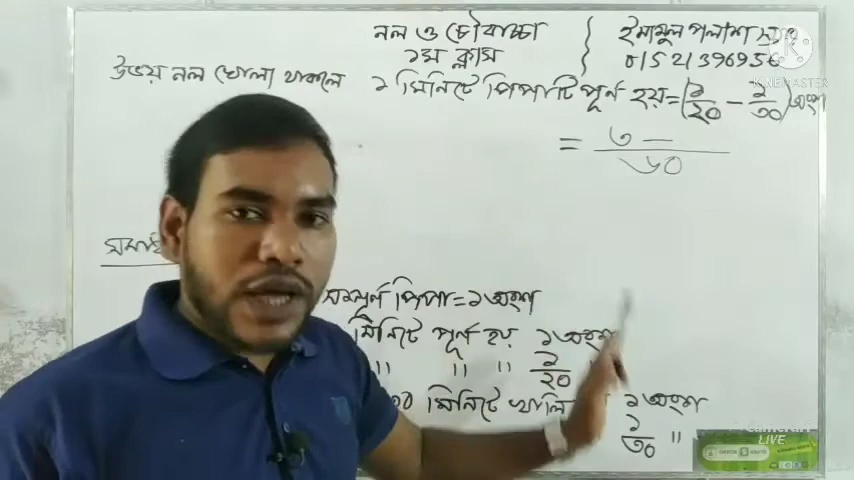 নল ও চৌবাচ্চা
১ম ক্লাস
ইমামুল পলাশ স্যার
KINEMASTER
উভয় নল খোলা থাকলে ১ মিনিটে পিপাটি পূর্ণ হয় = (১/২০ - ১/৩০) অংশ
= ৩ - / ৬০
সম্পূর্ণ পিপা = ১ অংশ
মিনিটে পূর্ণ হয় ১ অংশ
" " " ১/২০
মিনিটে খালি ১ অংশ
১/৩০ "
LIVE